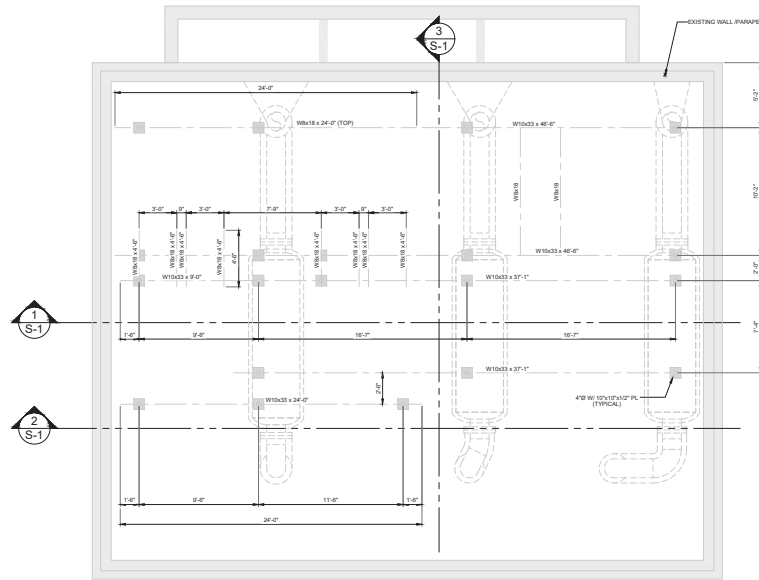 3
S-1
EXISTING WALL /PARAPE
24'-0"
W8x18 x 24'-0" (TOP)
W10x33 x 46'-6"
W8x18
W8x18
3'-0"
9"
3'-0"
7'-9"
3'-0"
9"
3'-0"
W8x18 x 4'-6"
W8x18 x 4'-6"
W8x18 x 4'-6"
W8x18 x 4'-6"
4'-6"
W8x18 x 4'-6"
W8x18 x 4'-6"
W8x18 x 4'-6"
W8x18 x 4'-6"
W10x33 x 46'-6"
W10x33 x 9'-0"
W10x33 x 37'-1"
10'-2"
2'-0"
1
S-1
1'-6"
9'-6"
16'-7"
16'-7"
W10x33 x 37'-1"
2'-6"
4"Ø W/ 10"x10"x1/2" PL
(TYPICAL)
W10x33 x 24'-0"
2
S-1
1'-6"
9'-6"
11'-6"
1'-6"
24'-0"